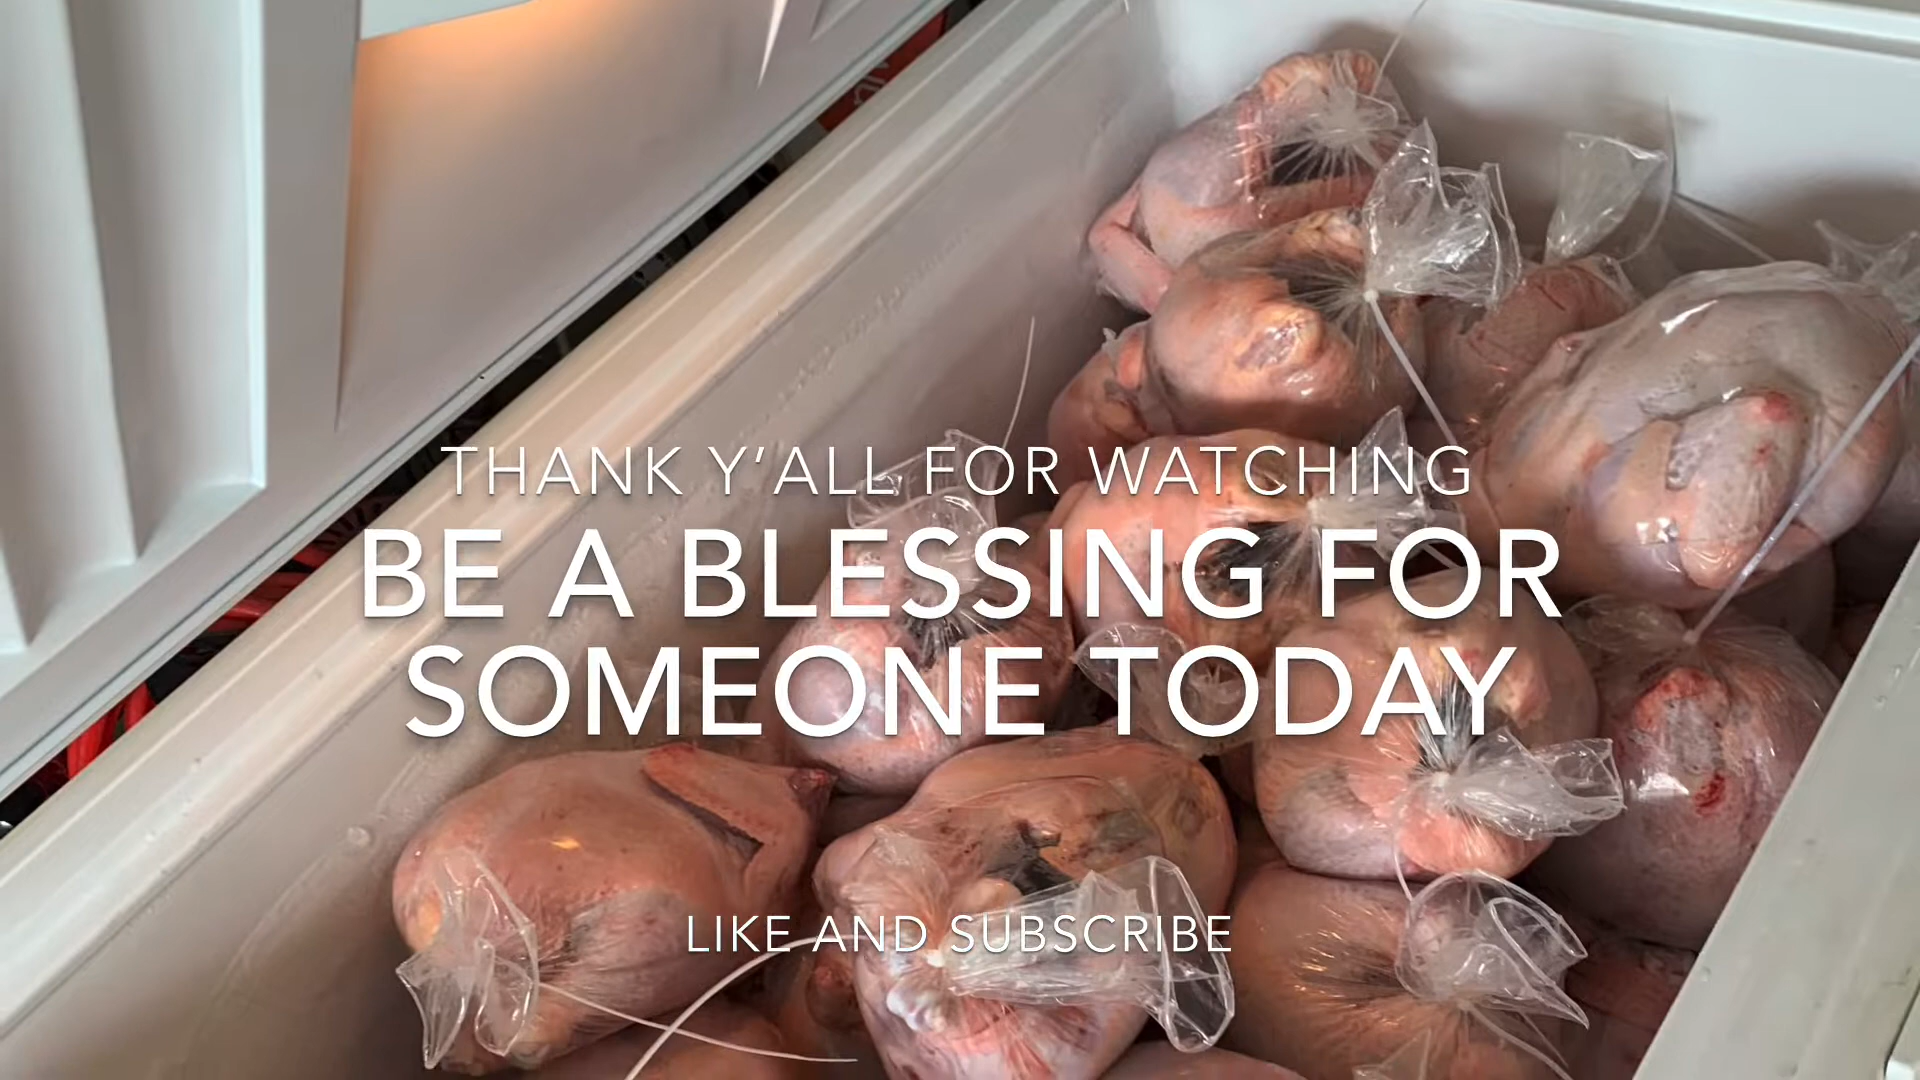 THANK Y'ALL FOR WATCHING
BE A BLESSING FOR
SOMEONE TODAY
LIKE AND SUBSCRIBE